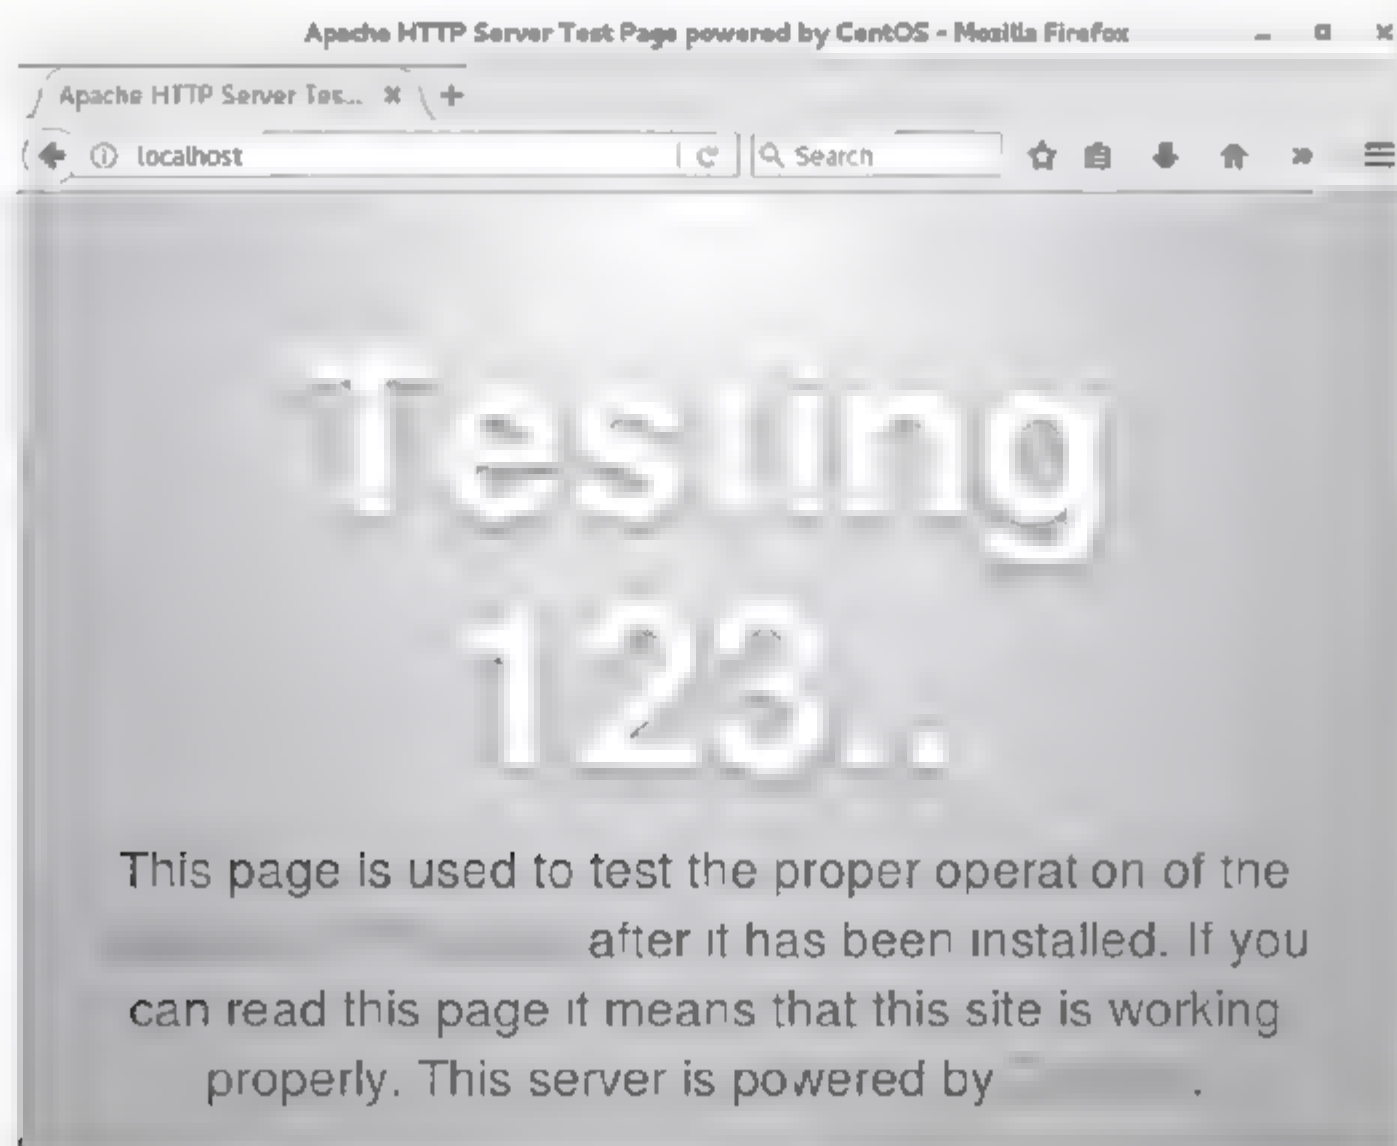 Apache HTTP Server Test Page powered by CentOS - Mozilla Firefox
Apache HTTP Server Tes...
localhost
Search
Testing
123..
This page is used to test the proper operation of the
after it has been installed. If you
can read this page it means that this site is working
properly. This server is powered by .